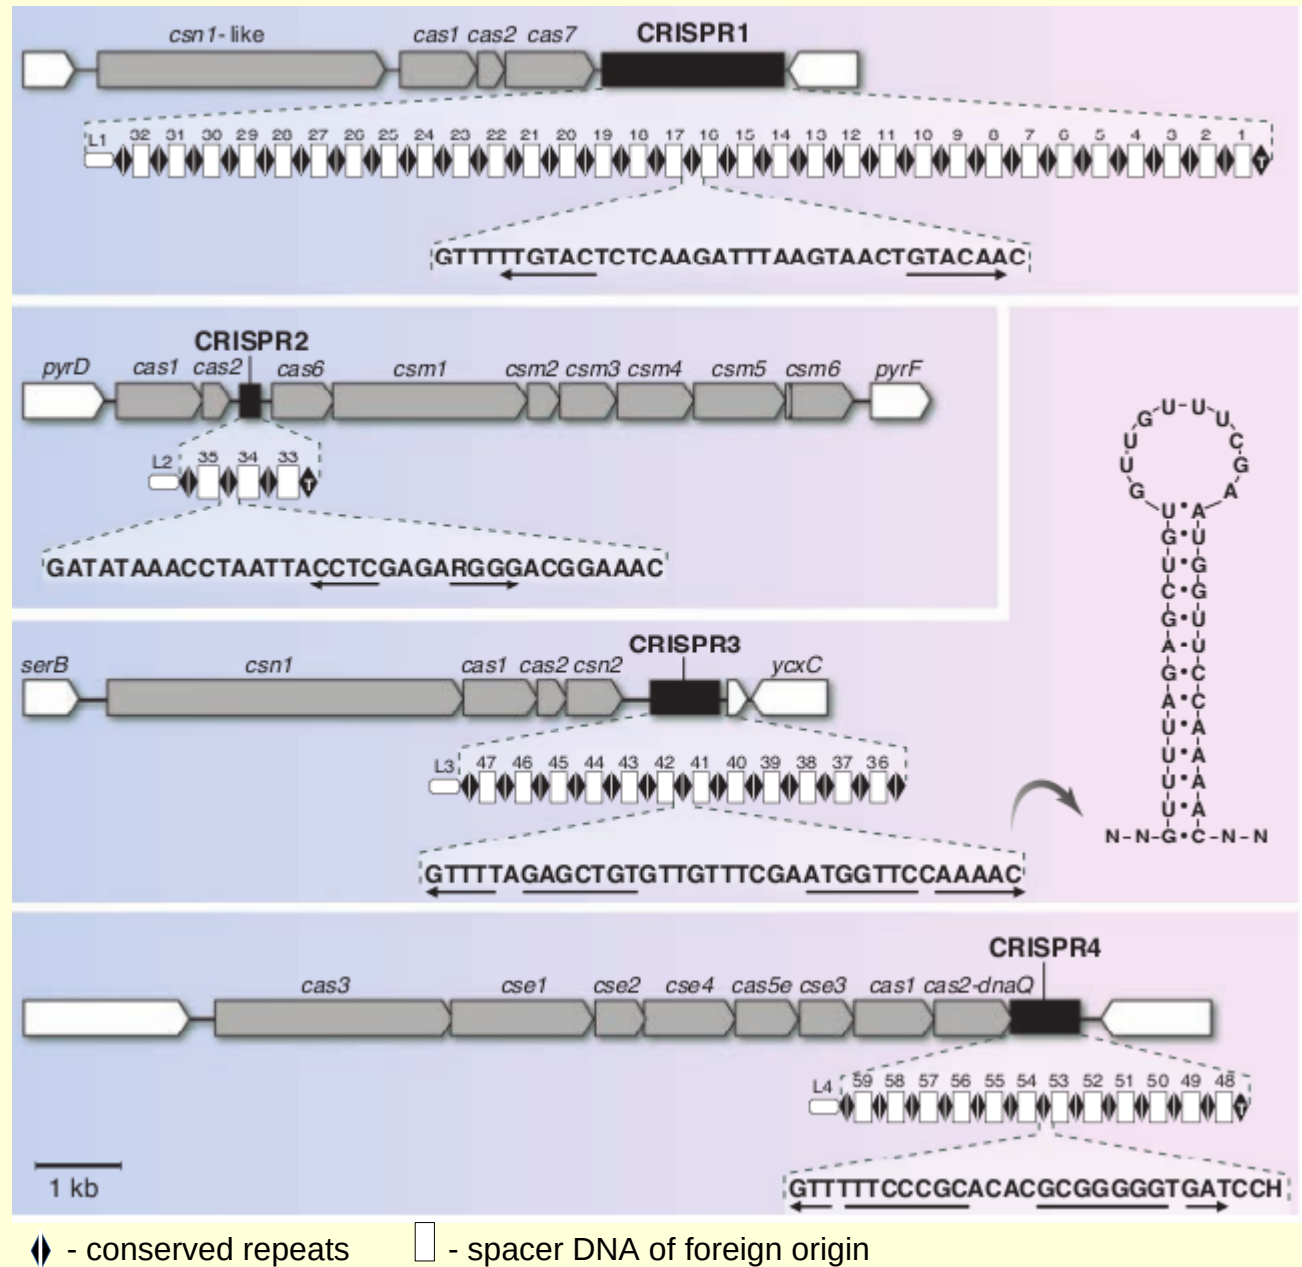 csn1-like cas1 cas2 cas7 CRISPR1
L1 32 31 30 29 28 27 26 25 24 23 22 21 20 19 18 17 16 15 14 13 12 11 10 9 8 7 6 5 4 3 2 1 T
GTTTTTGTACTCTCAAGATTTAAGTAACTGTACAAC
CRISPR2
pyrD cas1 cas2 cas6 csm1 csm2 csm3 csm4 csm5 csm6 pyrF
L2 35 34 33 T
GATATAAACCTAATTACCTCGAGARGGGACGGAAAC
CRISPR3
serB csn1 cas1 cas2 csn2 ycxC
L3 47 46 45 44 43 42 41 40 39 38 37 36
GTTTTAGAGCTGTGTTGTTTCGAATGGTTCCAAAAC
G U U U
U C
U G
G A
U•A
G•U
U•G
C•G
G•U
A•U
G•C
A•C
U•A
U•A
U•A
U•A
N-N-G•C-N-N
CRISPR4
cas3 cse1 cse2 cse4 cas5e cse3 cas1 cas2-dnaQ
L4 59 58 57 56 55 54 53 52 51 50 49 48 T
GTTTTTCCCGCACACGCGGGGGTGATCCH
1 kb
- conserved repeats
- spacer DNA of foreign origin